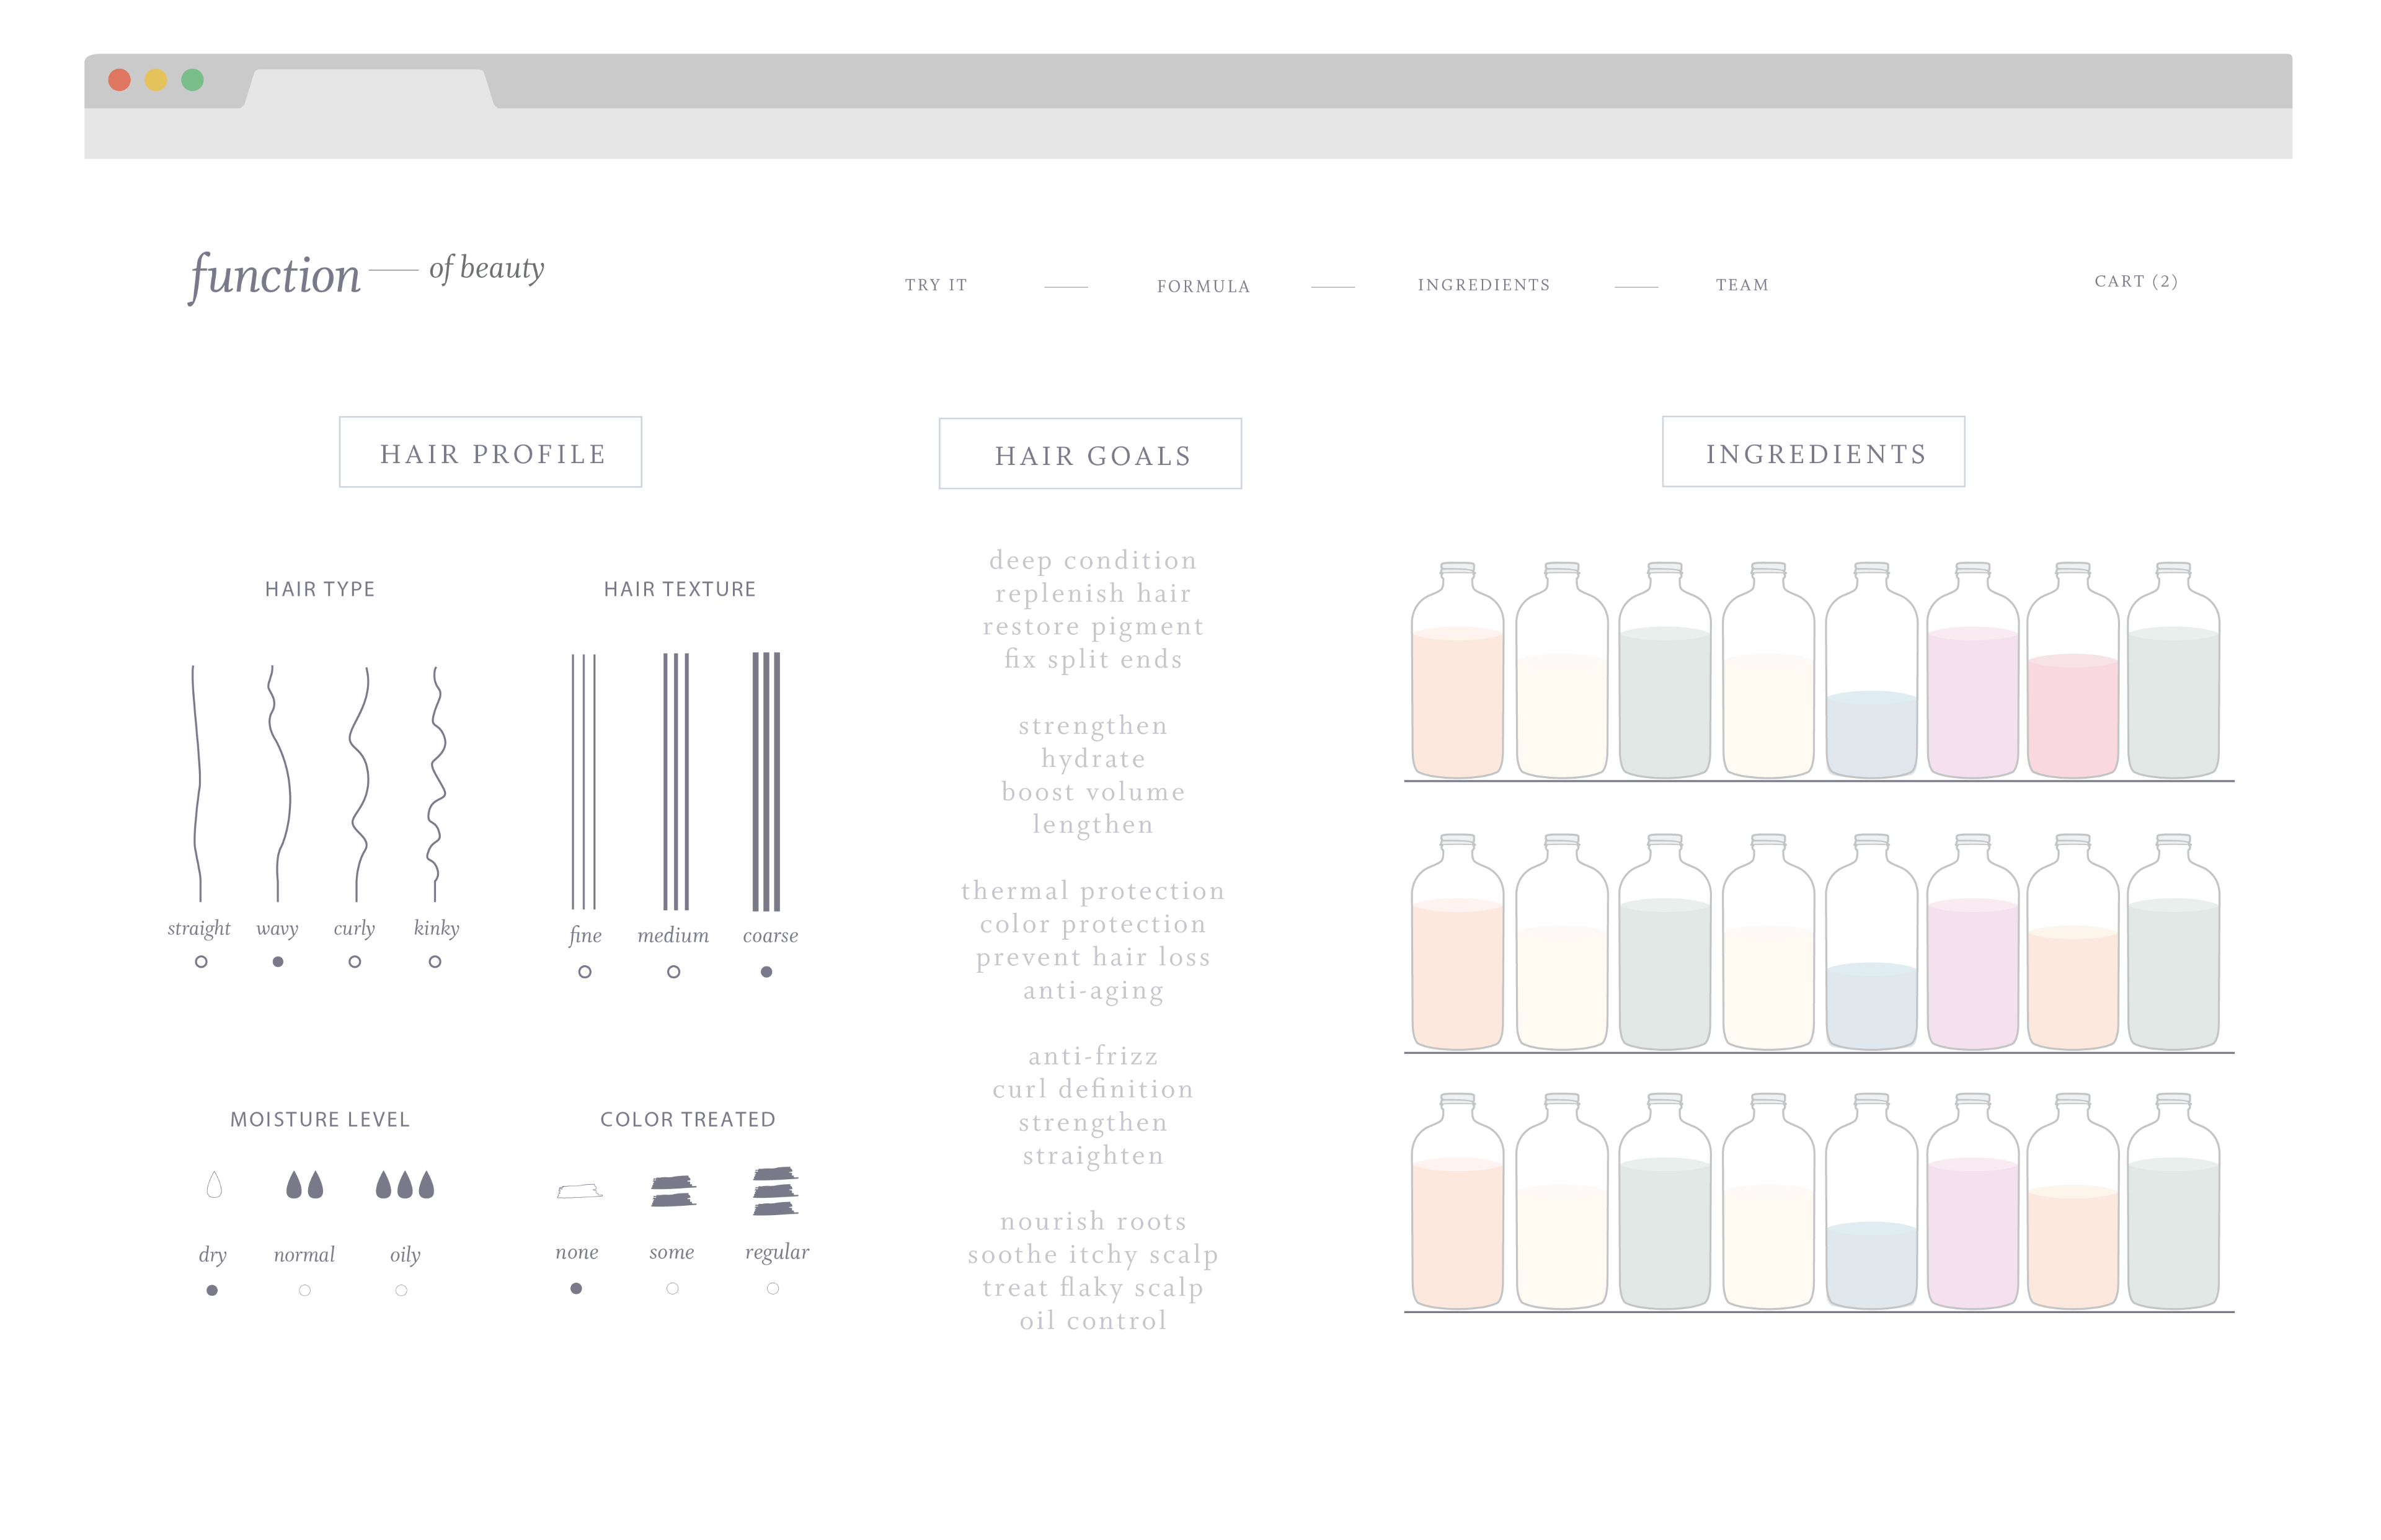 function — of beauty
TRY IT — FORMULA — INGREDIENTS — TEAM
CART (2)
HAIR PROFILE
HAIR TYPE
straight wavy curly kinky
HAIR TEXTURE
fine medium coarse
MOISTURE LEVEL
dry normal oily
COLOR TREATED
none some regular
HAIR GOALS
deep condition
replenish hair
restore pigment
fix split ends
strengthen
hydrate
boost volume
lengthen
thermal protection
color protection
prevent hair loss
anti-aging
anti-frizz
curl definition
strengthen
straighten
nourish roots
soothe itchy scalp
treat flaky scalp
oil control
INGREDIENTS